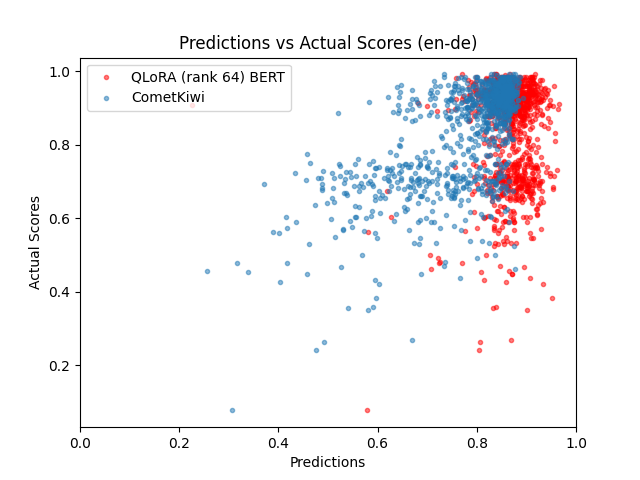 Predictions vs Actual Scores (en-de)
QLoRA (rank 64) BERT
CometKiwi
1.0
0.8
0.6
0.4
0.2
Actual Scores
0.0 0.2 0.4 0.6 0.8 1.0
Predictions